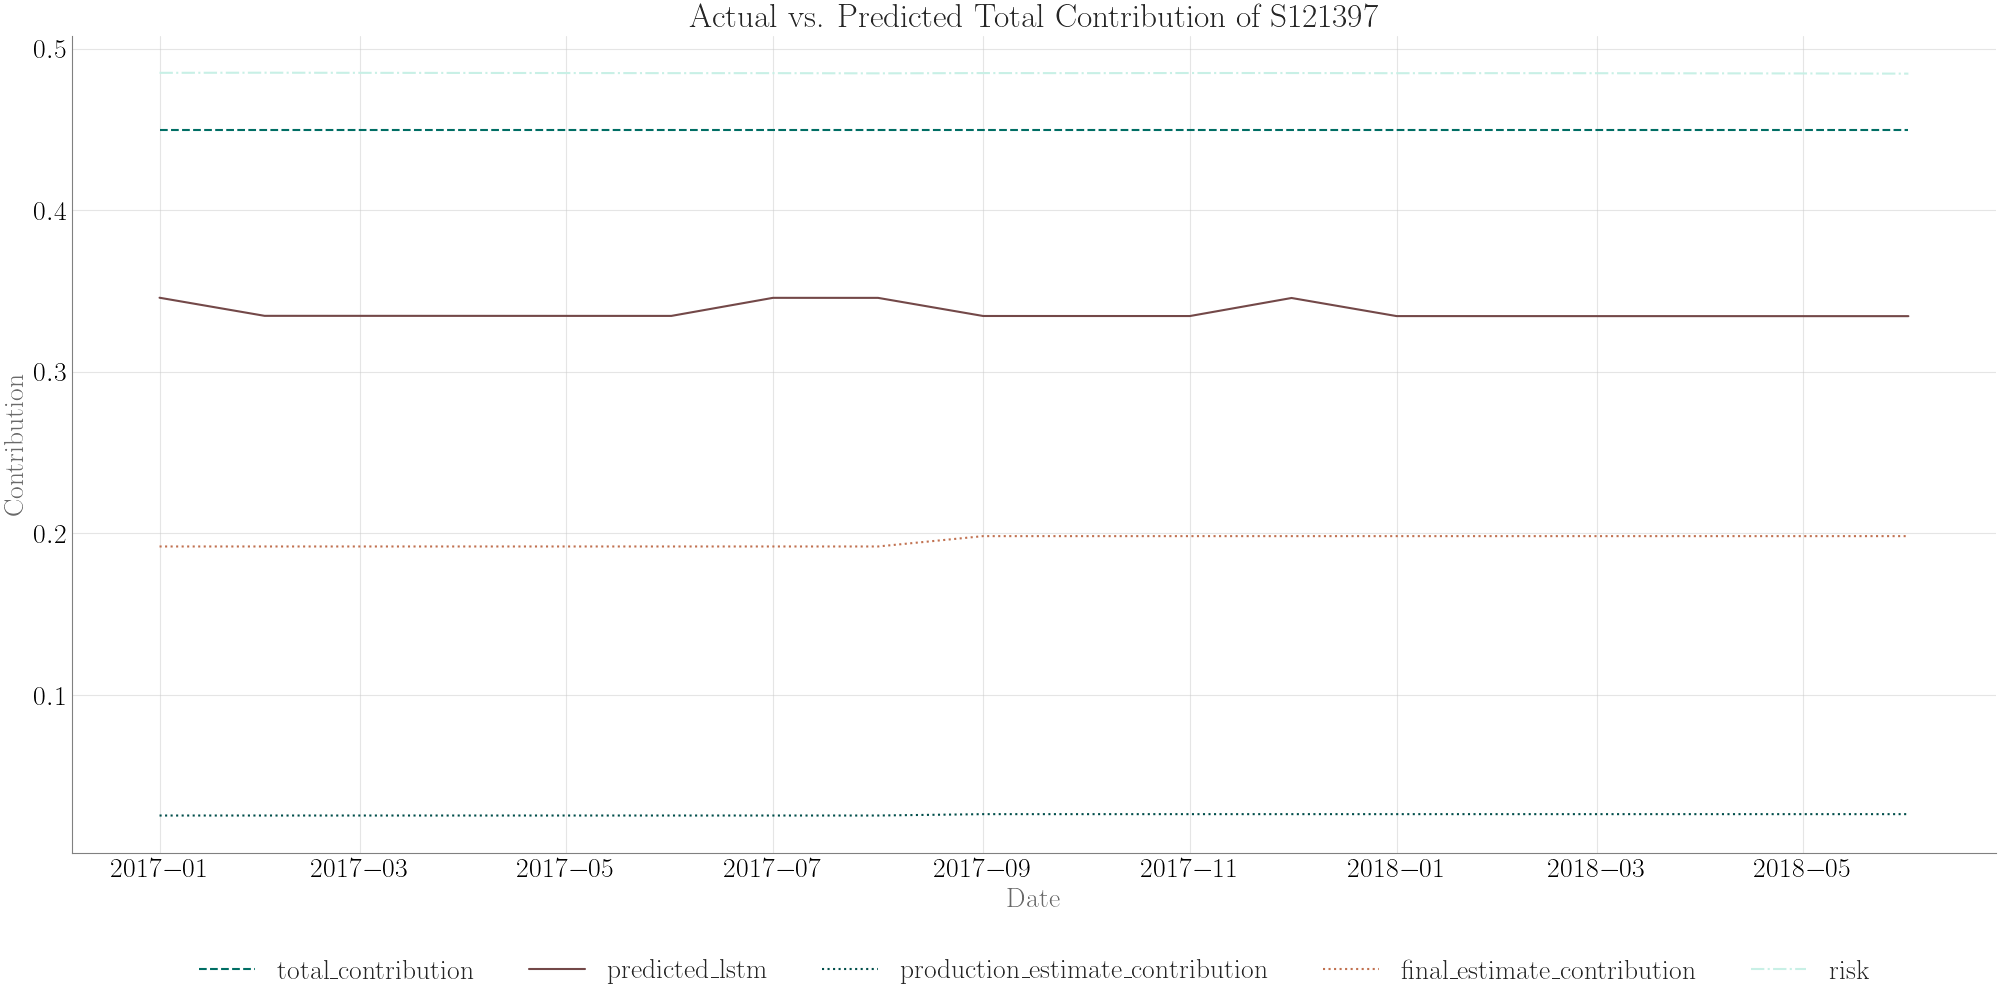 Actual vs. Predicted Total Contribution of S121397
0.5
0.4
0.3
0.2
0.1
Contribution
2017–01 2017–03 2017–05 2017–07 2017–09 2017–11 2018–01 2018–03 2018–05
Date
total_contribution predicted_lstm production_estimate_contribution final_estimate_contribution risk